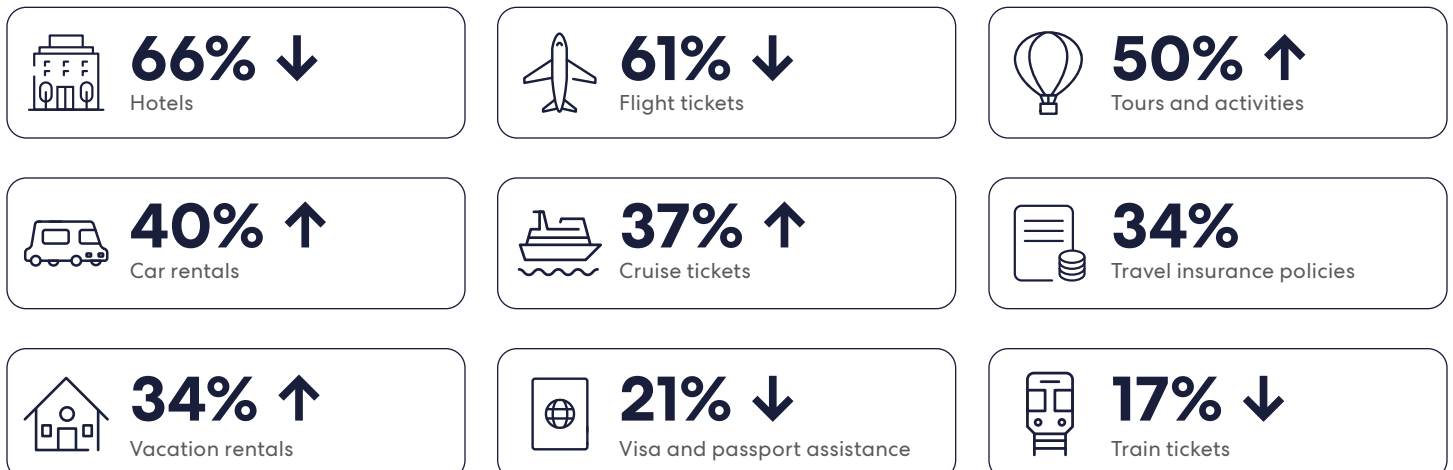 66% ↓
Hotels
61% ↓
Flight tickets
50% ↑
Tours and activities
40% ↑
Car rentals
37% ↑
Cruise tickets
34%
Travel insurance policies
34% ↑
Vacation rentals
21% ↓
Visa and passport assistance
17% ↓
Train tickets